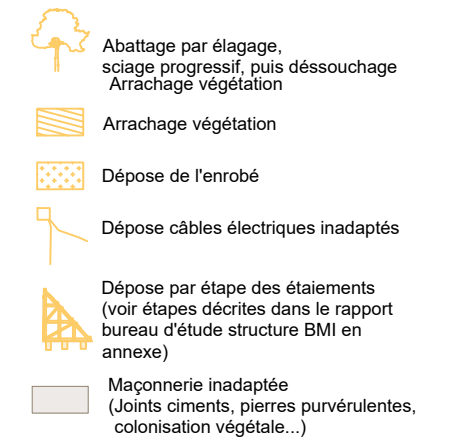 Abattage par élagage,
sciage progressif, puis déssouchage
Arrachage végétation
Arrachage végétation
Dépose de l'enrobé
Dépose câbles électriques inadaptés
Dépose par étape des étaiements
(voir étapes décrites dans le rapport
bureau d'étude structure BMI en
annexe)
Maçonnerie inadaptée
(Joints ciments, pierres purvérulentes,
colonisation végétale...)